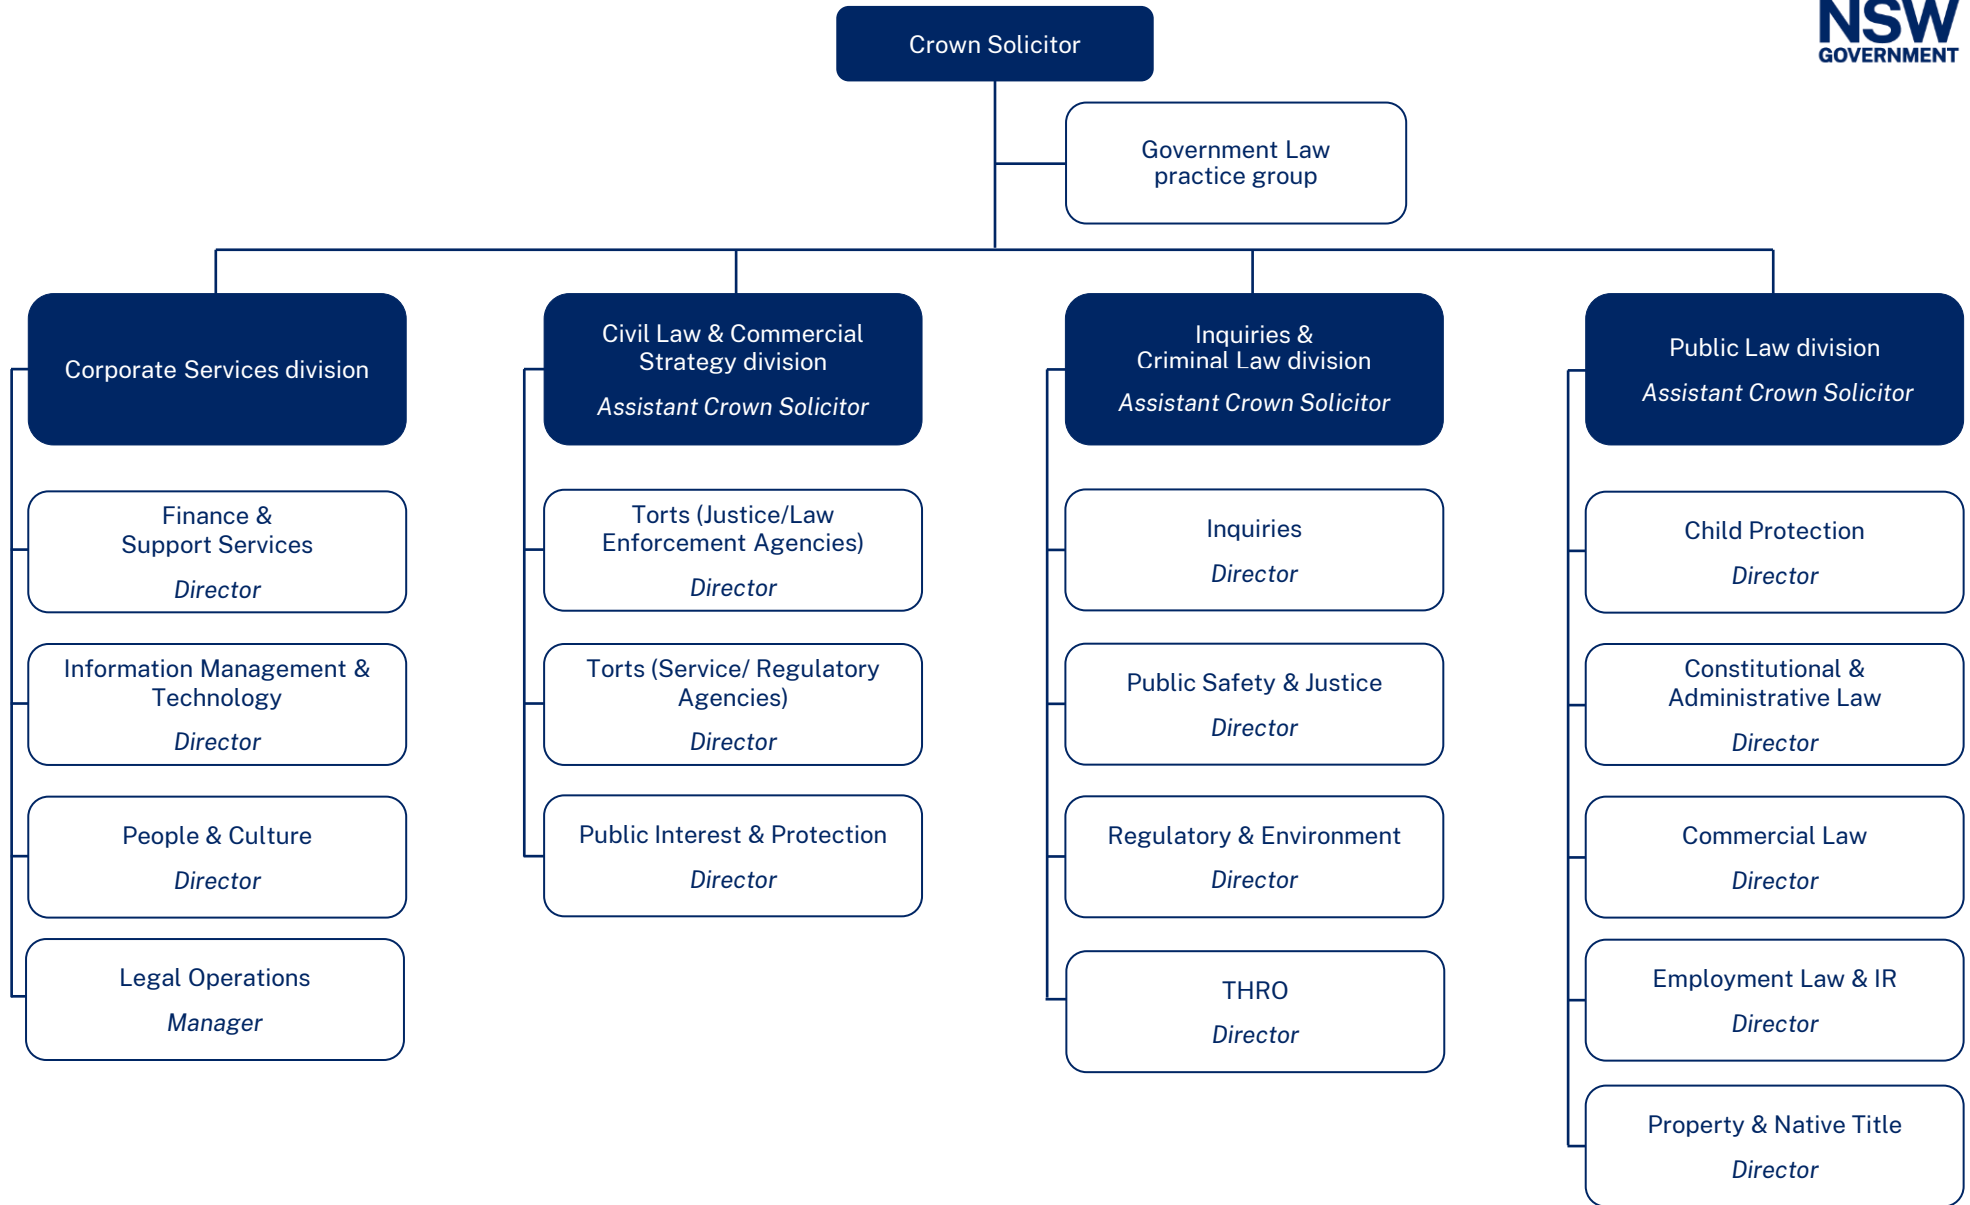 NSW
GOVERNMENT
Crown Solicitor
Government Law
practice group
Corporate Services division
Finance &
Support Services
Director
Information Management &
Technology
Director
People & Culture
Director
Legal Operations
Manager
Civil Law & Commercial
Strategy division
Assistant Crown Solicitor
Torts (Justice/Law
Enforcement Agencies)
Director
Torts (Service/ Regulatory
Agencies)
Director
Public Interest & Protection
Director
Inquiries &
Criminal Law division
Assistant Crown Solicitor
Inquiries
Director
Public Safety & Justice
Director
Regulatory & Environment
Director
THRO
Director
Public Law division
Assistant Crown Solicitor
Child Protection
Director
Constitutional &
Administrative Law
Director
Commercial Law
Director
Employment Law & IR
Director
Property & Native Title
Director